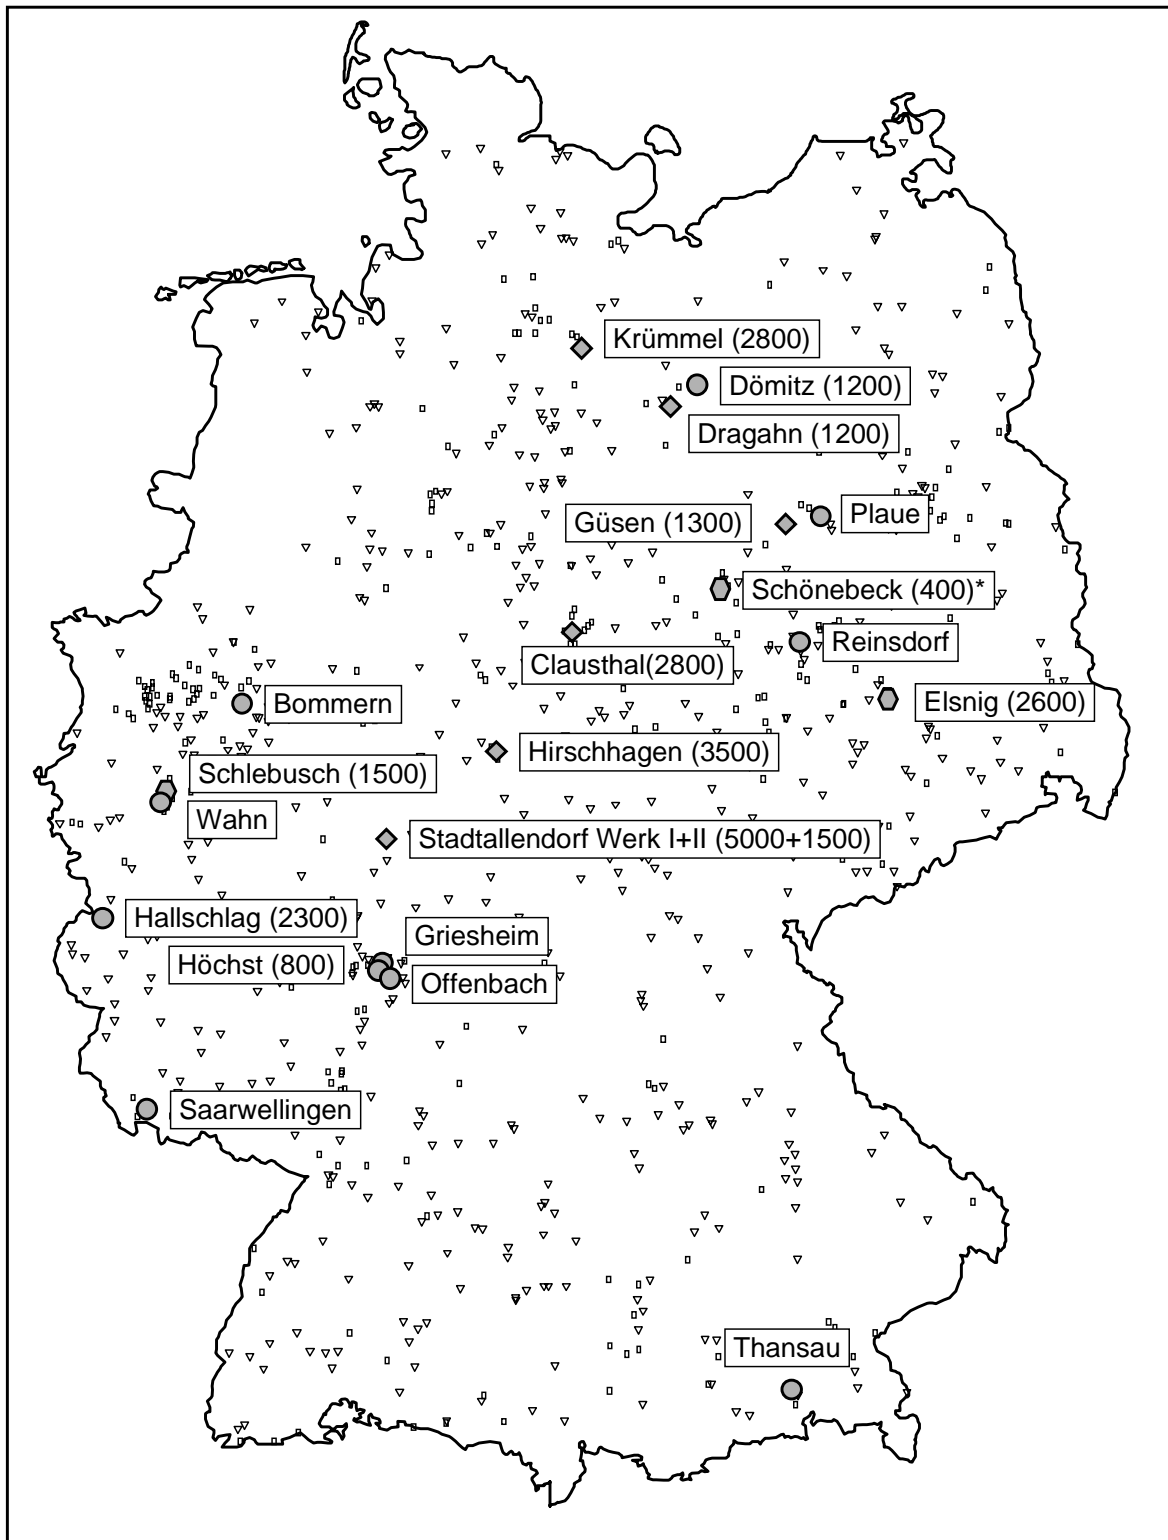 Krümmel (2800)
Dömitz (1200)
Dragahn (1200)
Güsen (1300)
Plaue
Schönebeck (400)*
Reinsdorf
Clausthal(2800)
Bommern
Elsnig (2600)
Hirschhagen (3500)
Schlebusch (1500)
Wahn
Stadtallendorf Werk I+II (5000+1500)
Hallschlag (2300)
Griesheim
Höchst (800)
Offenbach
Saarwellingen
Thansau